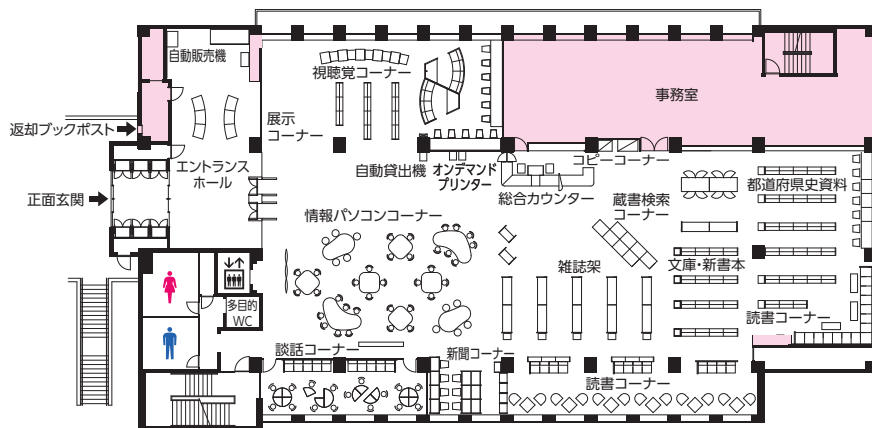 自動販売機
視聴覚コーナー
事務室
展示
コーナー
返却ブックポスト
エントランス
ホール
自動貸出機
オンデマンド
プリンター
コピーコーナー
正面玄関
総合カウンター
蔵書検索
コーナー
都道府県史資料
情報パソコンコーナー
雑誌架
文庫・新書本
多目的
WC
読書コーナー
談話コーナー
新聞コーナー
読書コーナー